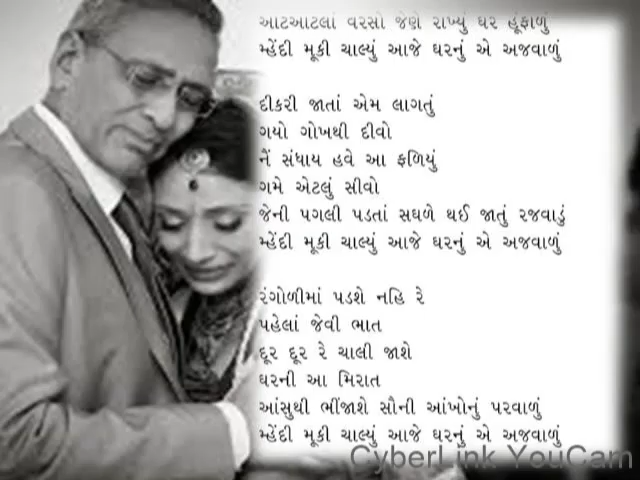 આટઆટલાં વરસો જેણે રાખ્યું ઘર હૂંફાળું
મ્હેંદી મૂકી ચાલ્યું આજે ઘરનું એ અજવાળું
દીકરી જાતાં એમ લાગતું
ગયો ગોખથી દીવો
નૈં સંધાય હવે આ ફળિયું
ગમે એટલું સીવો
જેની પગલી પડતાં સઘળે થઈ જાતું રજવાડું
મ્હેંદી મૂકી ચાલ્યું આજે ઘરનું એ અજવાળું
રંગોળીમાં પડશે નહિ રે
પહેલાં જેવી ભાત
દૂર દૂર રે ચાલી જાશે
ઘરની આ મિરાત
આંસુથી ભીંજાશે સૌની આંખોનું પરવાળું
મ્હેંદી મૂકી ચાલ્યું આજે ઘરનું એ અજવાળું
CyberLink YouCam